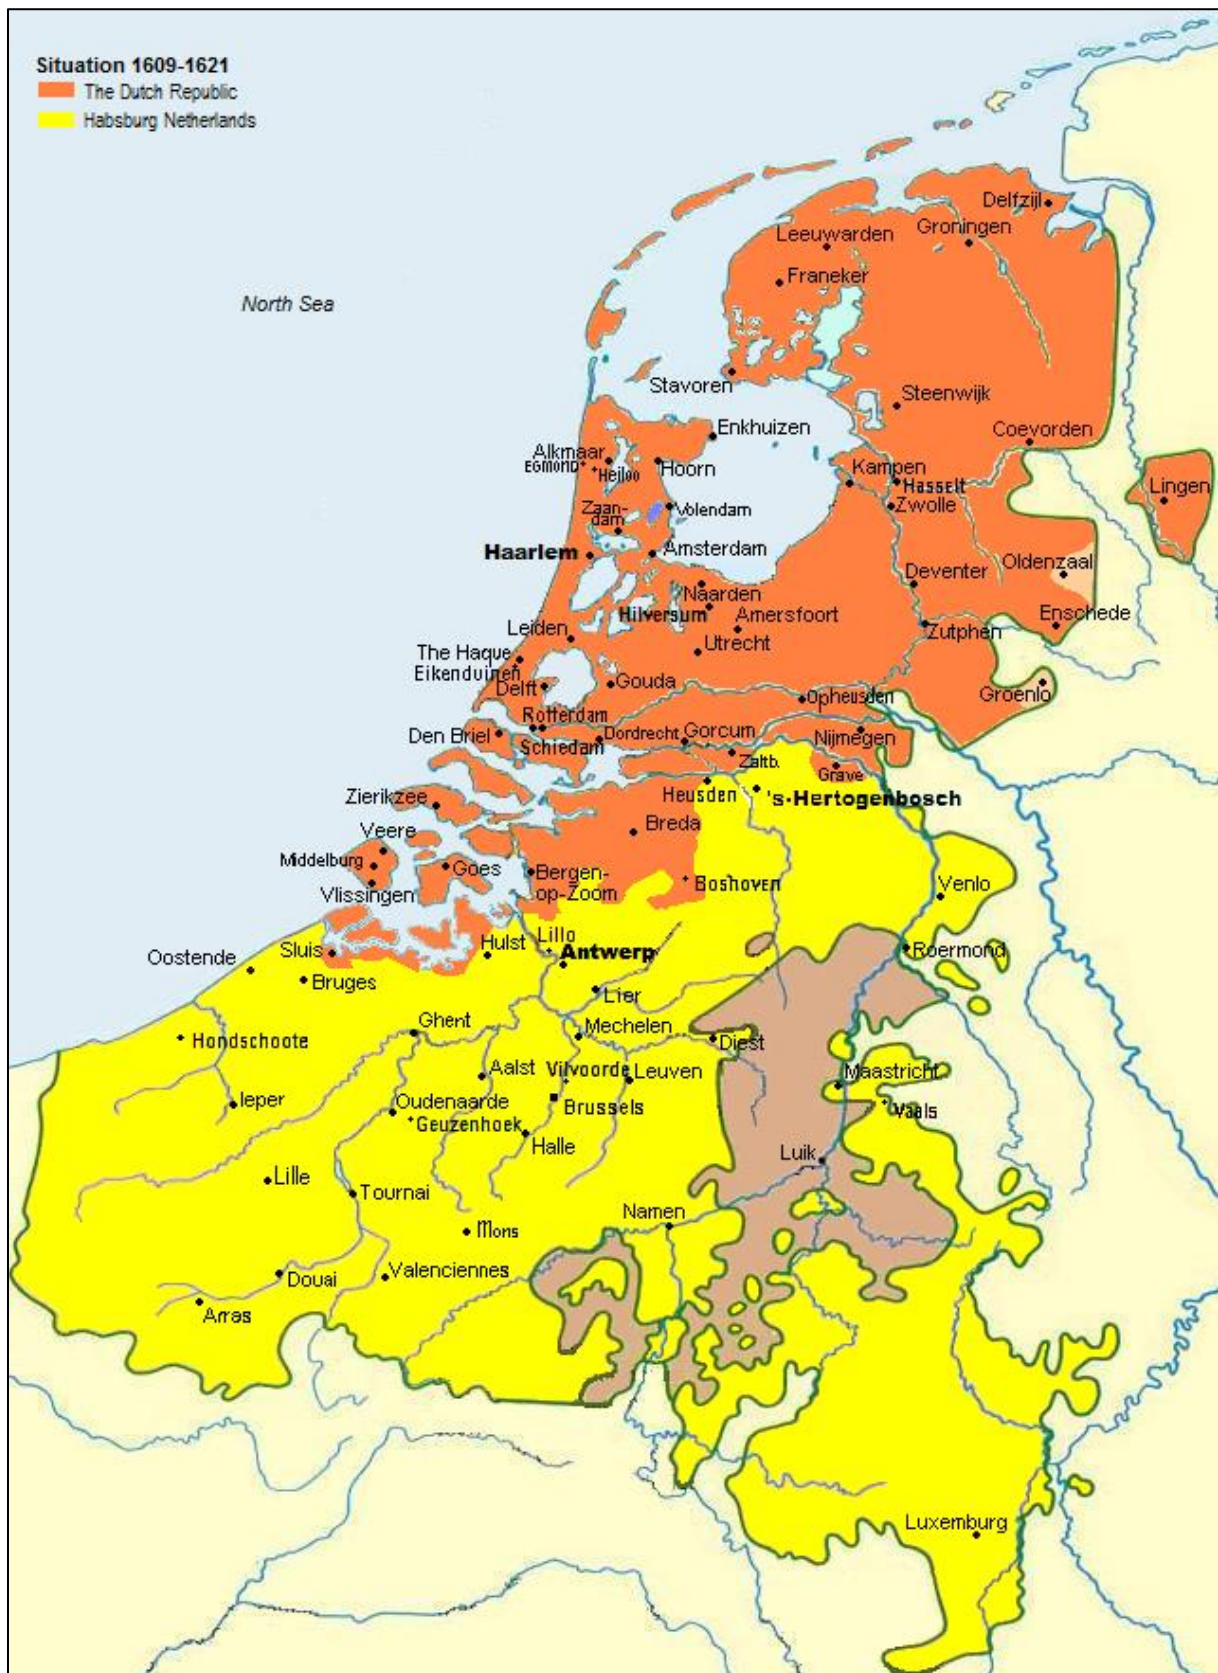 Situation 1609-1621
The Dutch Republic
Habsburg Netherlands
North Sea
Delfzijl
Groningen
Leeuwarden
Franeker
Stavoren
Steenwijk
Enkhuizen
Coevorden
Alkmaar
EGMOND
Heiloo
Hoorn
Kampen
Hasselt
Lingen
Zwolle
Zaan-
dam
Volendam
Haarlem
Amsterdam
Oldenzaal
Deventer
Naarden
Hilversum
Amersfoort
Enschede
Leiden
Zutphen
Utrecht
The Haque
Eikenduinen
Delft
Gouda
Groenlo
Opheusden
Rotterdam
Den Briel
Schiedam
Dordrecht
Gorcum
Nijmegen
Zaltb.
Grave
Heusden
's-Hertogenbosch
Zierikzee
Breda
Veere
Middelburg
Goes
Bergen-
op-Zoom
Boshoven
Vlissingen
Venlo
Oostende
Sluis
Hulst
Lillo
Antwerp
Roermond
Bruges
Lier
Hondschoote
Ghent
Mechelen
Diest
Aalst
Vilvoorde
Leuven
Maastricht
Ieper
Oudenaarde
Geuzenhoek
Brussels
Vaals
Halle
Luik
Lille
Tournai
Namen
Mons
Douai
Valenciennes
Arras
Luxemburg